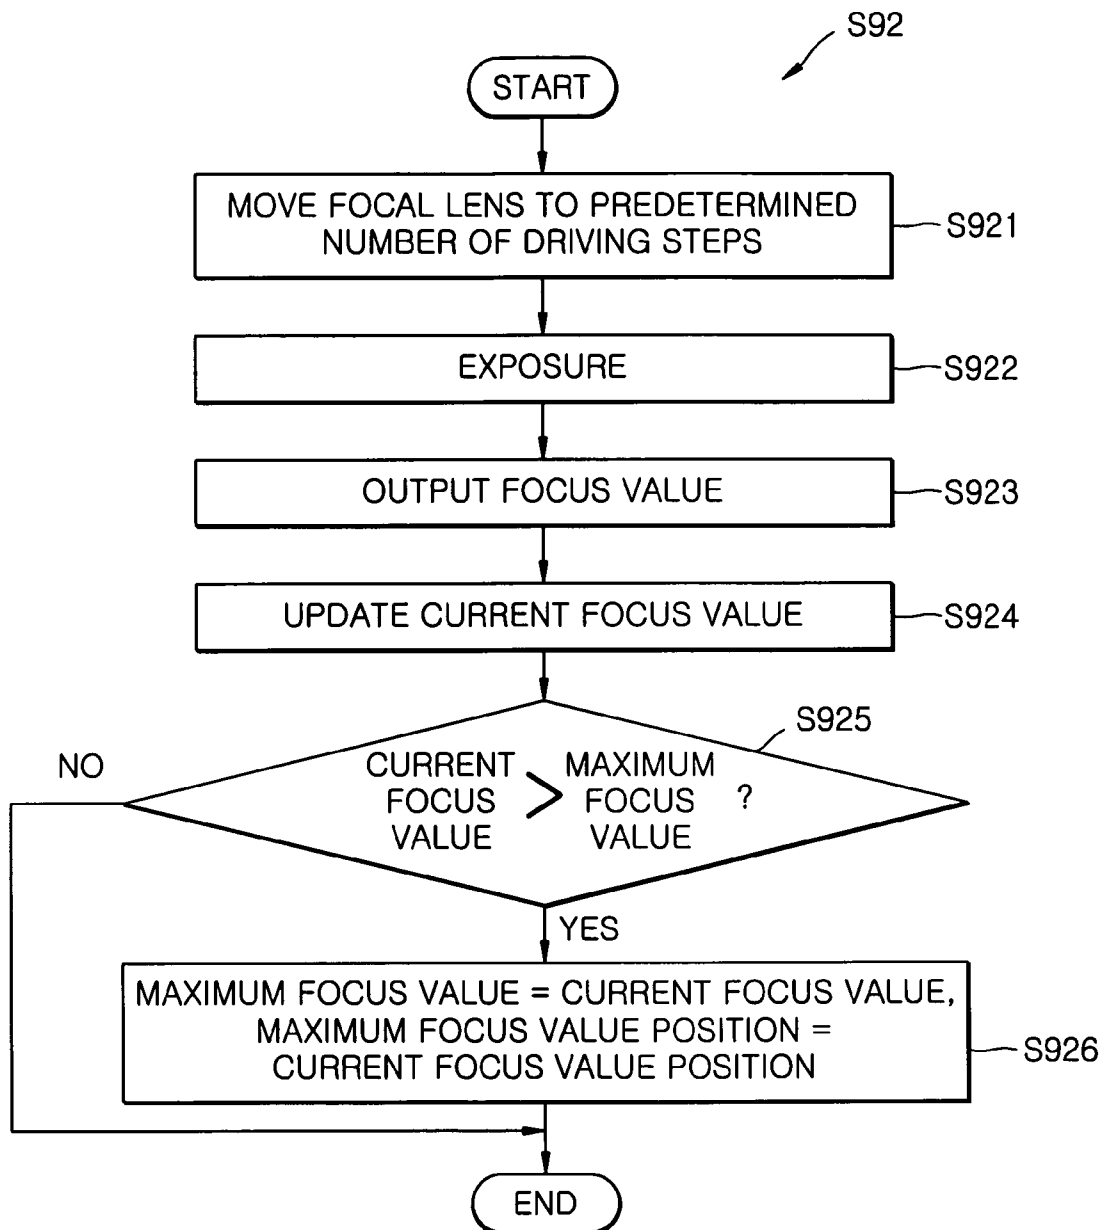 S92
START
MOVE FOCAL LENS TO PREDETERMINED
NUMBER OF DRIVING STEPS
S921
EXPOSURE
S922
OUTPUT FOCUS VALUE
S923
UPDATE CURRENT FOCUS VALUE
S924
S925
NO
CURRENT
FOCUS
VALUE
>
MAXIMUM
FOCUS
VALUE
?
YES
MAXIMUM FOCUS VALUE = CURRENT FOCUS VALUE,
MAXIMUM FOCUS VALUE POSITION =
CURRENT FOCUS VALUE POSITION
S926
END